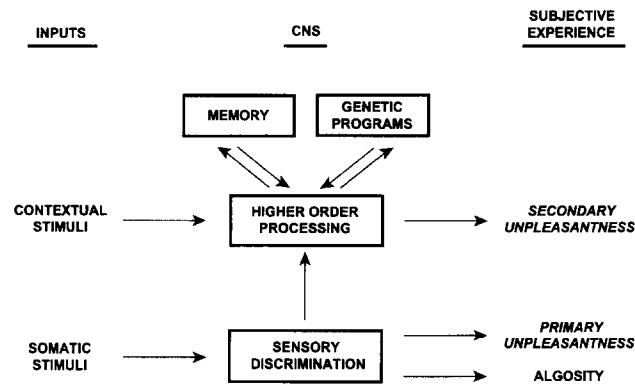 INPUTS
CNS
SUBJECTIVE
EXPERIENCE
MEMORY
GENETIC
PROGRAMS
CONTEXTUAL
STIMULI
HIGHER ORDER
PROCESSING
SECONDARY
UNPLEASANTNESS
SOMATIC
STIMULI
SENSORY
DISCRIMINATION
PRIMARY
UNPLEASANTNESS
ALGOSITY